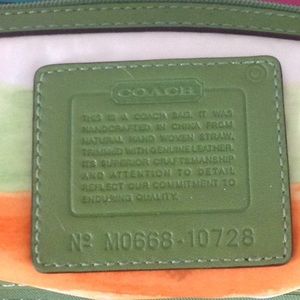 COACH
THIS IS A COACH BAG. IT WAS
HANDCRAFTED IN CHINA FROM
NATURAL HAND WOVEN STRAW,
TRIMMED WITH GENUINE LEATHER.
ITS SUPERIOR CRAFTSMANSHIP
AND ATTENTION TO DETAIL
REFLECT OUR COMMITMENT TO
ENDURING QUALITY.
Nº M0668-10728